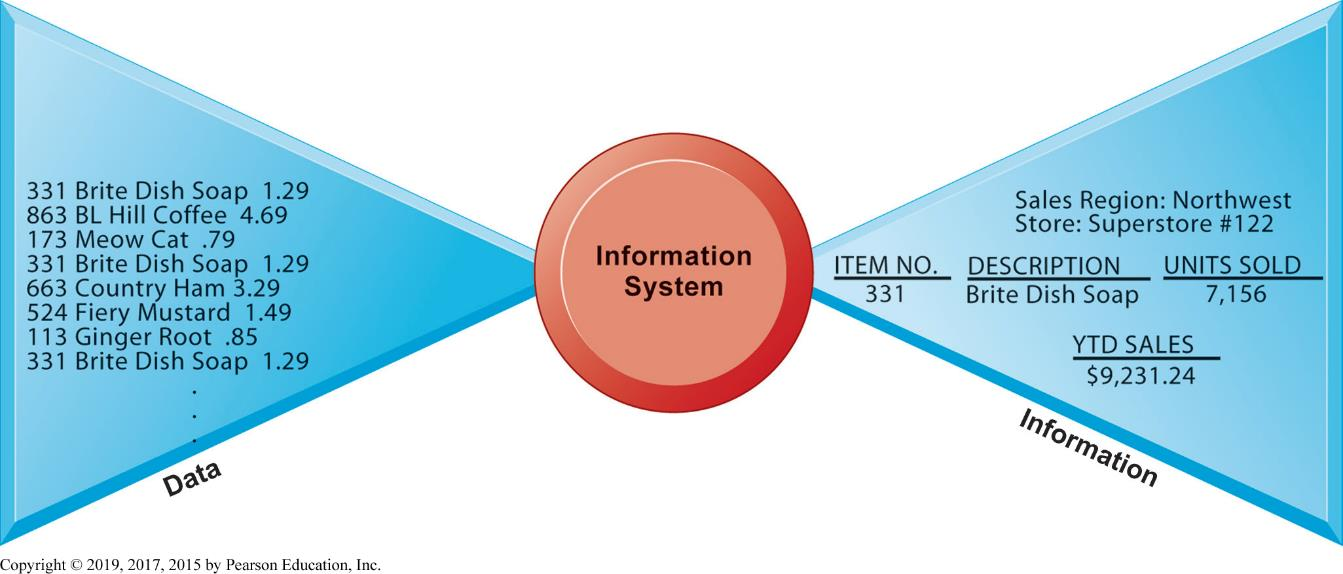 331 Brite Dish Soap 1.29
863 BL Hill Coffee 4.69
173 Meow Cat .79
331 Brite Dish Soap 1.29
663 Country Ham 3.29
524 Fiery Mustard 1.49
113 Ginger Root .85
331 Brite Dish Soap 1.29
.
.
.
Data
Information
System
Sales Region: Northwest
Store: Superstore #122
ITEM NO. DESCRIPTION UNITS SOLD
331 Brite Dish Soap 7,156
YTD SALES
$9,231.24
Information
Copyright © 2019, 2017, 2015 by Pearson Education, Inc.